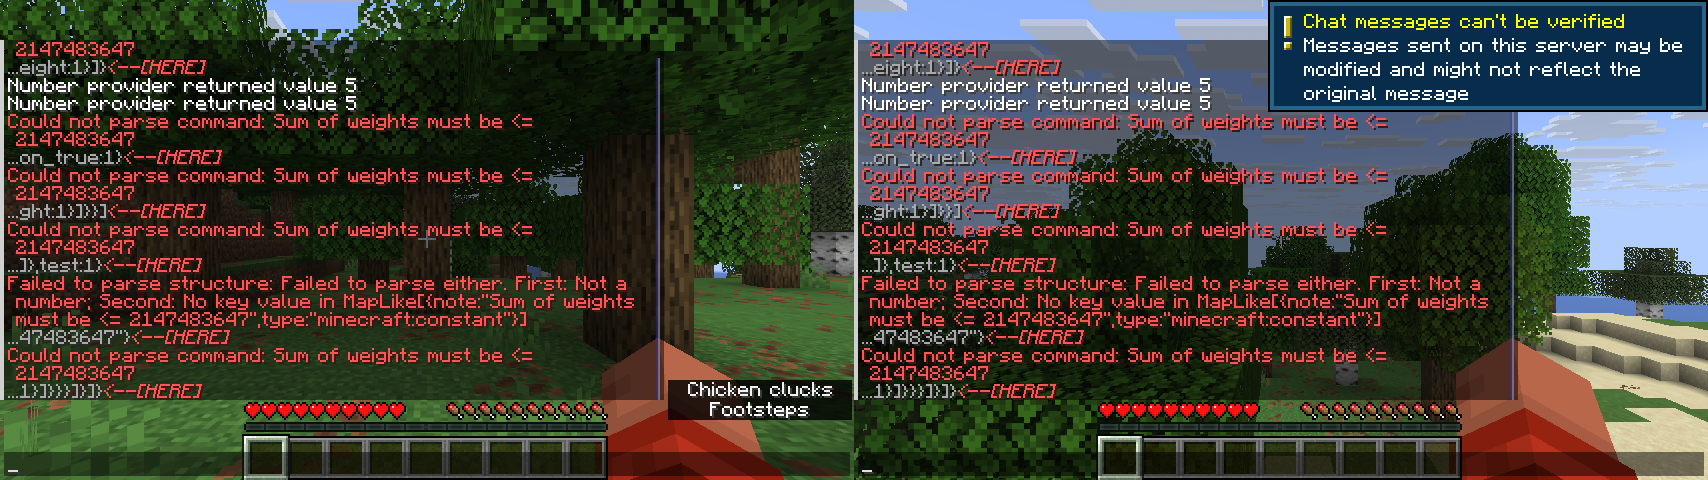 2147483647
...eight:1}]}<--[HERE]
Number provider returned value 5
Number provider returned value 5
Could not parse command: Sum of weights must be <=
2147483647
...on_true:1}<--[HERE]
Could not parse command: Sum of weights must be <=
2147483647
...ght:1}]}}]<--[HERE]
Could not parse command: Sum of weights must be <=
2147483647
...]},test:1}<--[HERE]
Failed to parse structure: Failed to parse either. First: Not a
number; Second: No key value in MapLike[{note:"Sum of weights
must be <= 2147483647",type:"minecraft:constant"}]
...47483647"}<--[HERE]
Could not parse command: Sum of weights must be <=
2147483647
...1}]}}}]}]}<--[HERE]
Chicken clucks
Footsteps
_
Chat messages can't be verified
Messages sent on this server may be
modified and might not reflect the
original message
2147483647
...eight:1}]}<--[HERE]
Number provider returned value 5
Number provider returned value 5
Could not parse command: Sum of weights must be <=
2147483647
...on_true:1}<--[HERE]
Could not parse command: Sum of weights must be <=
2147483647
...ght:1}]}}]<--[HERE]
Could not parse command: Sum of weights must be <=
2147483647
...]},test:1}<--[HERE]
Failed to parse structure: Failed to parse either. First: Not a
number; Second: No key value in MapLike[{note:"Sum of weights
must be <= 2147483647",type:"minecraft:constant"}]
...47483647"}<--[HERE]
Could not parse command: Sum of weights must be <=
2147483647
...1}]}}}]}]}<--[HERE]
_